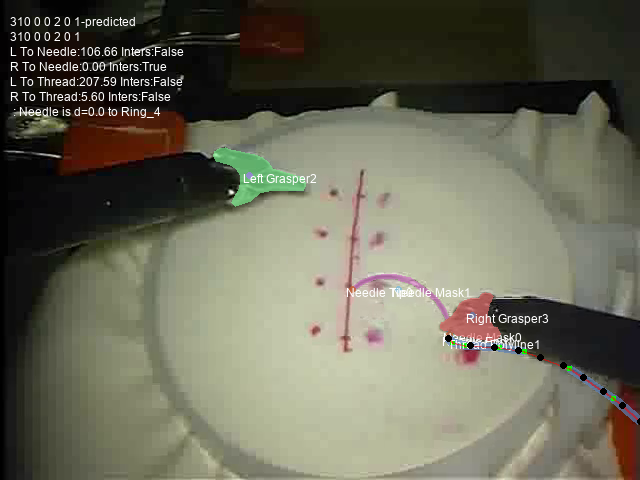 310 0 0 2 0 1-predicted
310 0 0 2 0 1
L To Needle:106.66 Inters:False
R To Needle:0.00 Inters:True
L To Thread:207.59 Inters:False
R To Thread:5.60 Inters:False
: Needle is d=0.0 to Ring_4
Left Grasper2
Needle Mask1
Right Grasper3